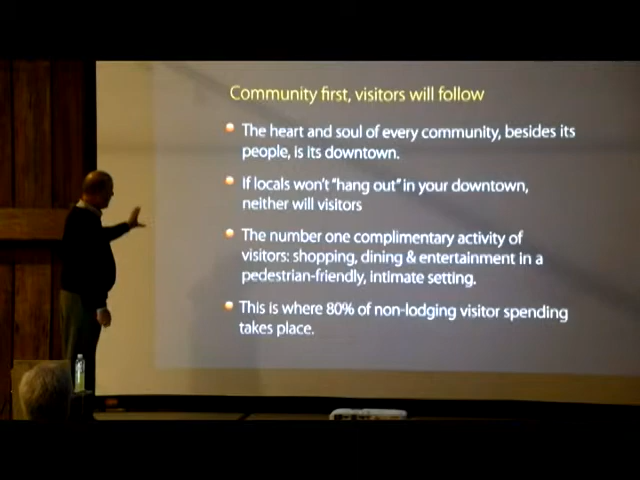 Community first, visitors will follow
The heart and soul of every community, besides its
people, is its downtown.
If locals won't "hang out" in your downtown,
neither will visitors
The number one complimentary activity of
visitors: shopping, dining & entertainment in a
pedestrian-friendly, intimate setting.
This is where 80% of non-lodging visitor spending
takes place.